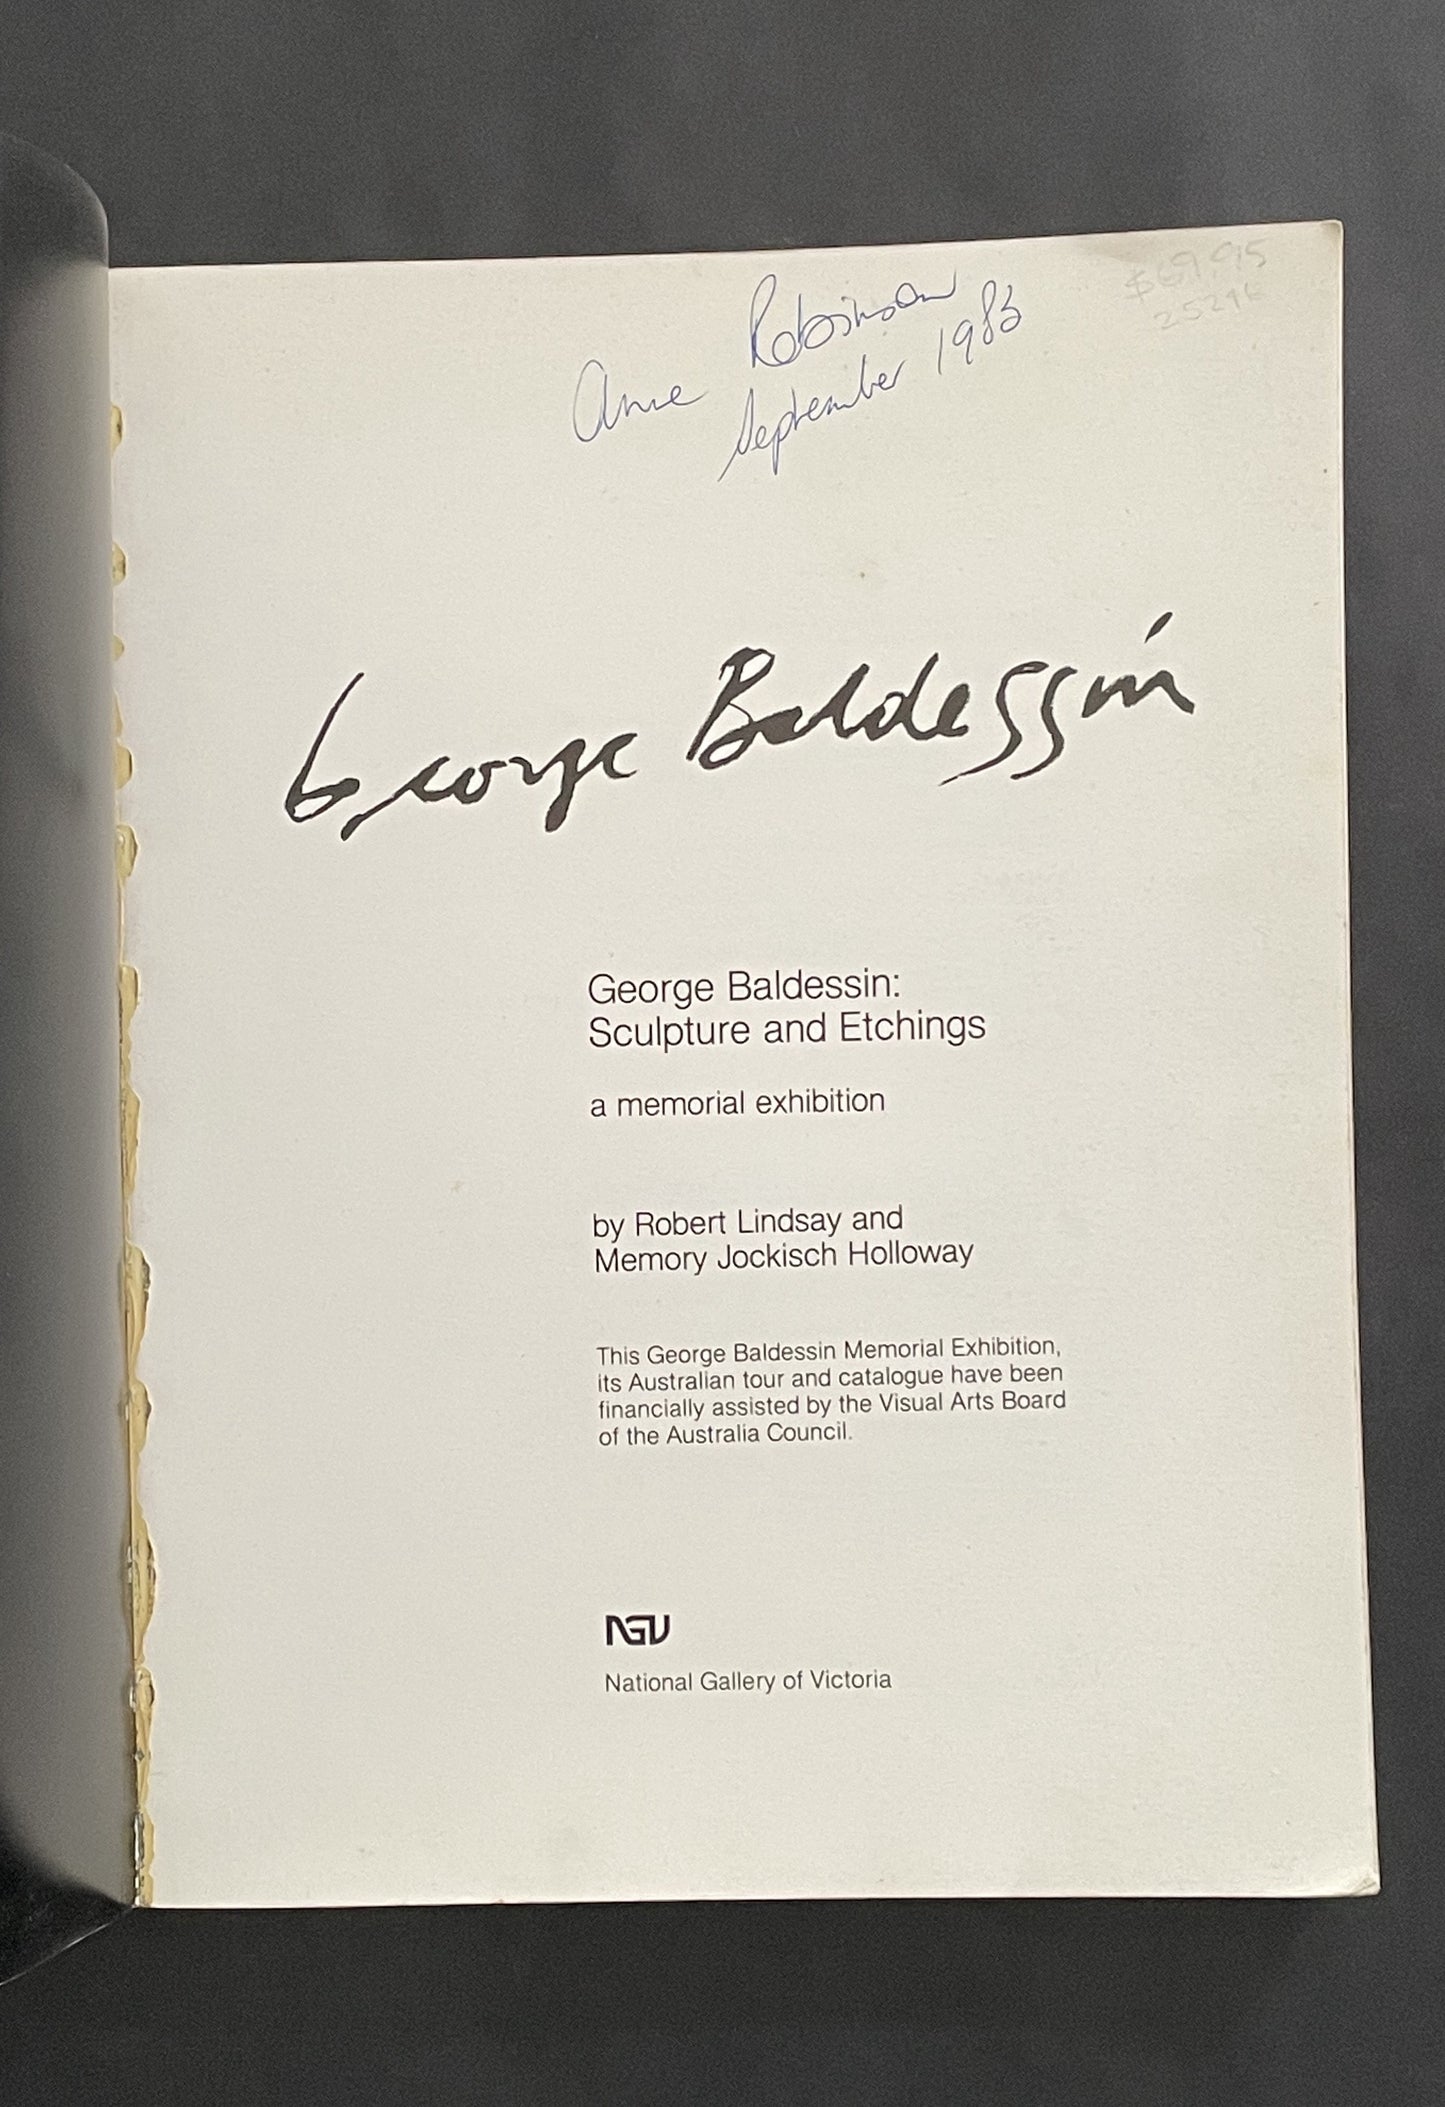 Anne Robinson
September 1983
$69.95
George Baldessin
George Baldessin:
Sculpture and Etchings
a memorial exhibition
by Robert Lindsay and
Memory Jockisch Holloway
This George Baldessin Memorial Exhibition,
its Australian tour and catalogue have been
financially assisted by the Visual Arts Board
of the Australia Council.
NGV
National Gallery of Victoria